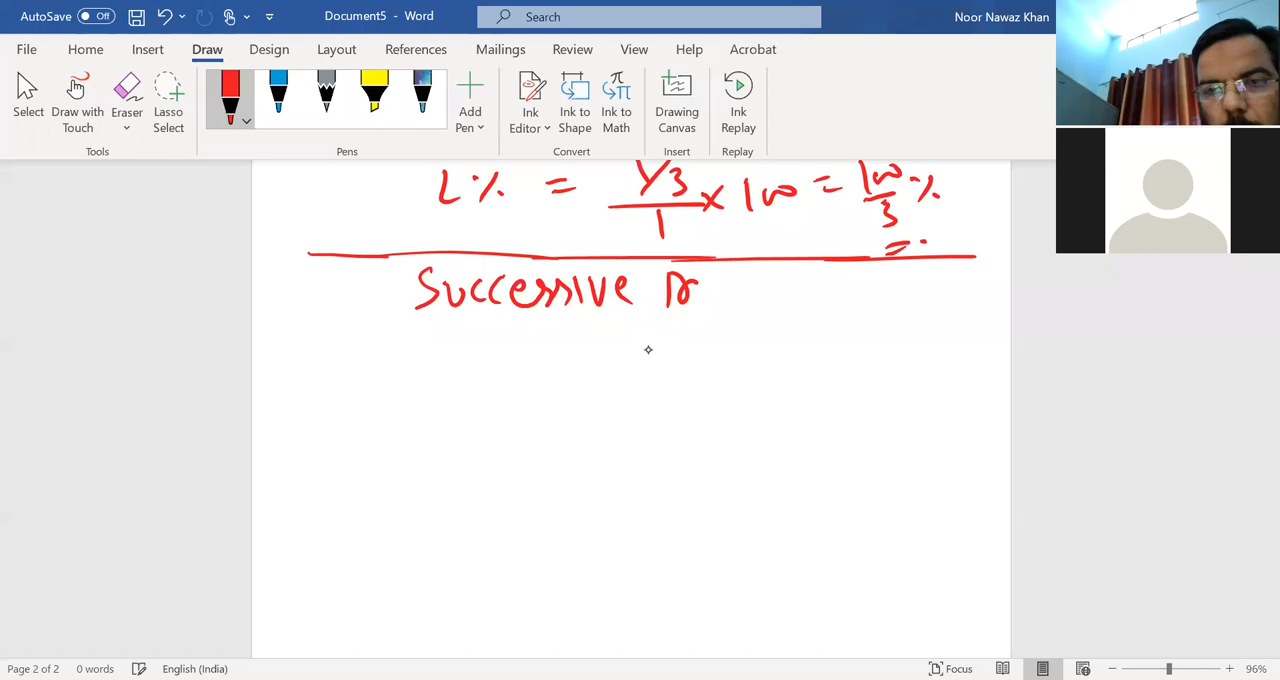 AutoSave Off Document5 - Word Search Noor Nawaz Khan
File Home Insert Draw Design Layout References Mailings Review View Help Acrobat
Select Draw with Touch Eraser Lasso Select Add Pen Ink Editor Ink to Shape Ink to Math Drawing Canvas Ink Replay
Tools Pens Convert Insert Replay
L% = 1/3 / 1 × 100 = 100/3 %
Successive
Page 2 of 2 0 words English (India) Focus 96%